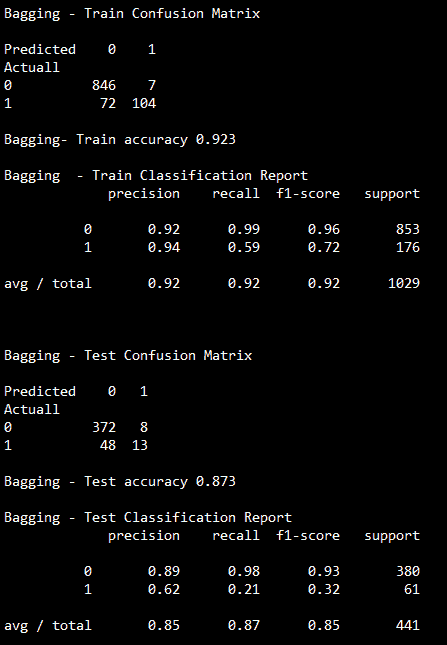 Bagging - Train Confusion Matrix
Predicted    0    1
Actuall
0          846    7
1           72  104
Bagging- Train accuracy 0.923
Bagging  - Train Classification Report
             precision    recall  f1-score   support
          0       0.92      0.99      0.96       853
          1       0.94      0.59      0.72       176
avg / total       0.92      0.92      0.92      1029
Bagging - Test Confusion Matrix
Predicted    0   1
Actuall
0          372   8
1           48  13
Bagging - Test accuracy 0.873
Bagging - Test Classification Report
             precision    recall  f1-score   support
          0       0.89      0.98      0.93       380
          1       0.62      0.21      0.32        61
avg / total       0.85      0.87      0.85       441